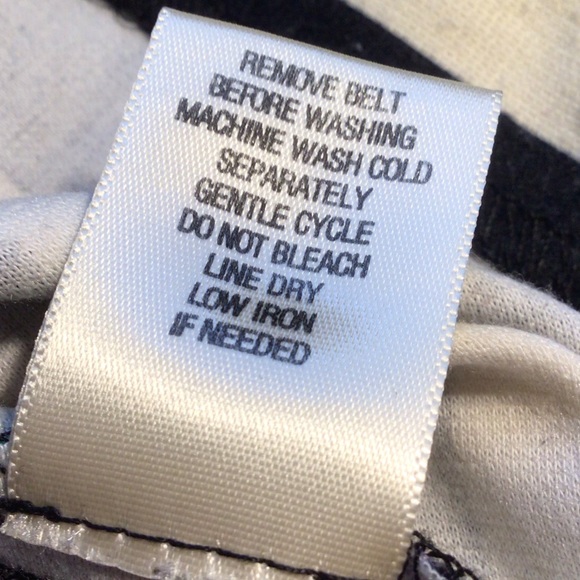 REMOVE BELT
BEFORE WASHING
MACHINE WASH COLD
SEPARATELY
GENTLE CYCLE
DO NOT BLEACH
LINE DRY
LOW IRON
IF NEEDED